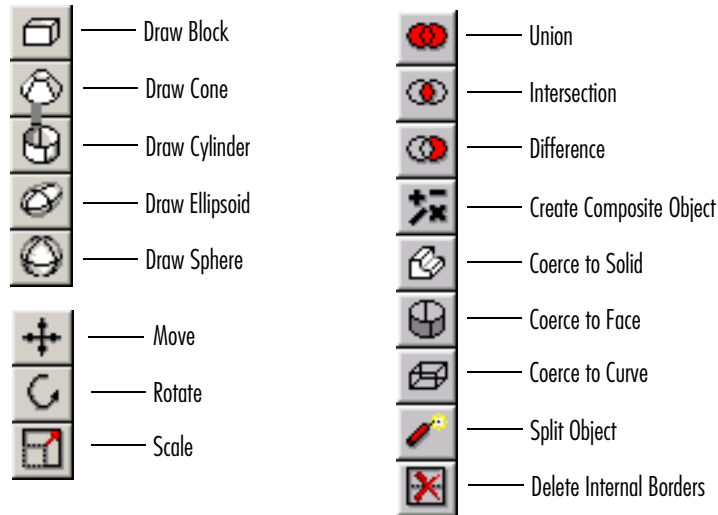 Draw Block
Draw Cone
Draw Cylinder
Draw Ellipsoid
Draw Sphere
Move
Rotate
Scale
Union
Intersection
Difference
Create Composite Object
Coerce to Solid
Coerce to Face
Coerce to Curve
Split Object
Delete Internal Borders